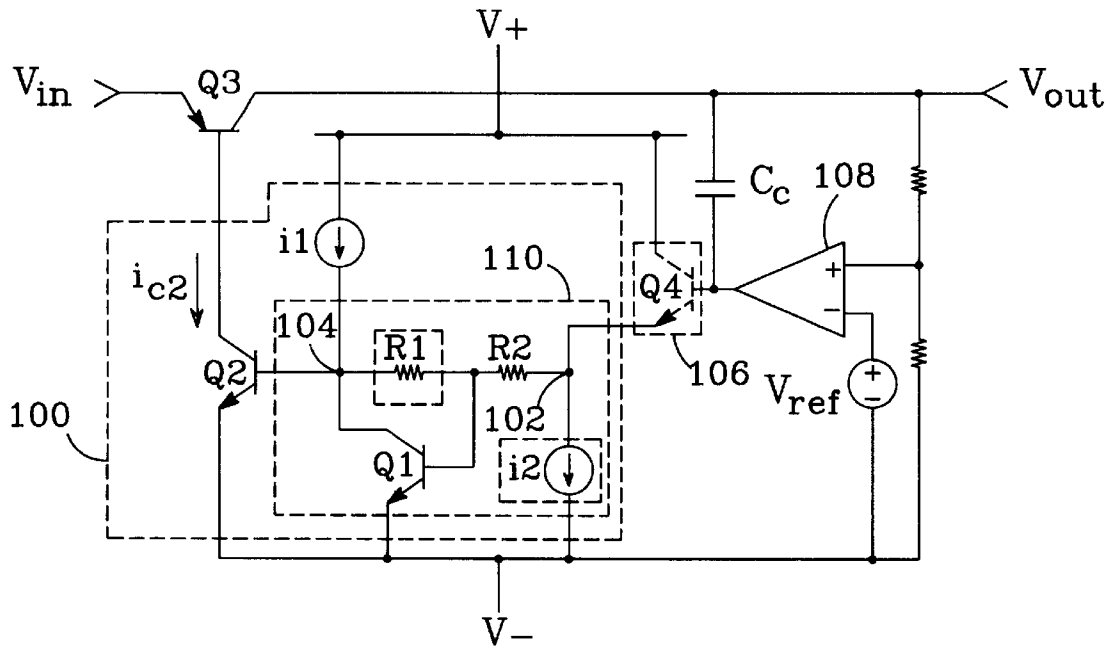 V+
Vin
Q3
Vout
Cc
108
i1
+
110
Q4
−
ic2
104
R1
R2
106
Q2
102
Vref
+
−
100
Q1
i2
V−